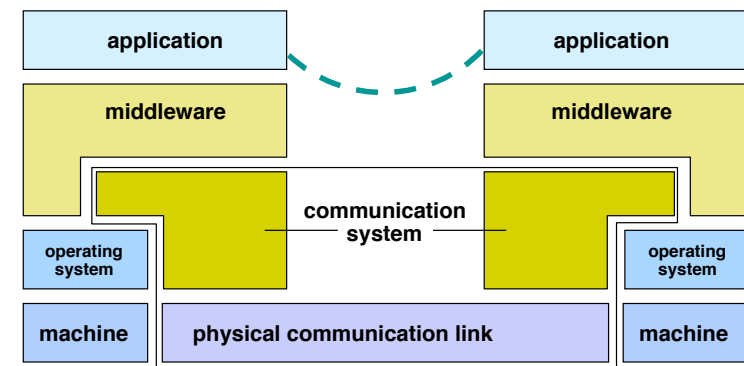 application
application
middleware
middleware
communication
system
operating
system
operating
system
machine
physical communication link
machine